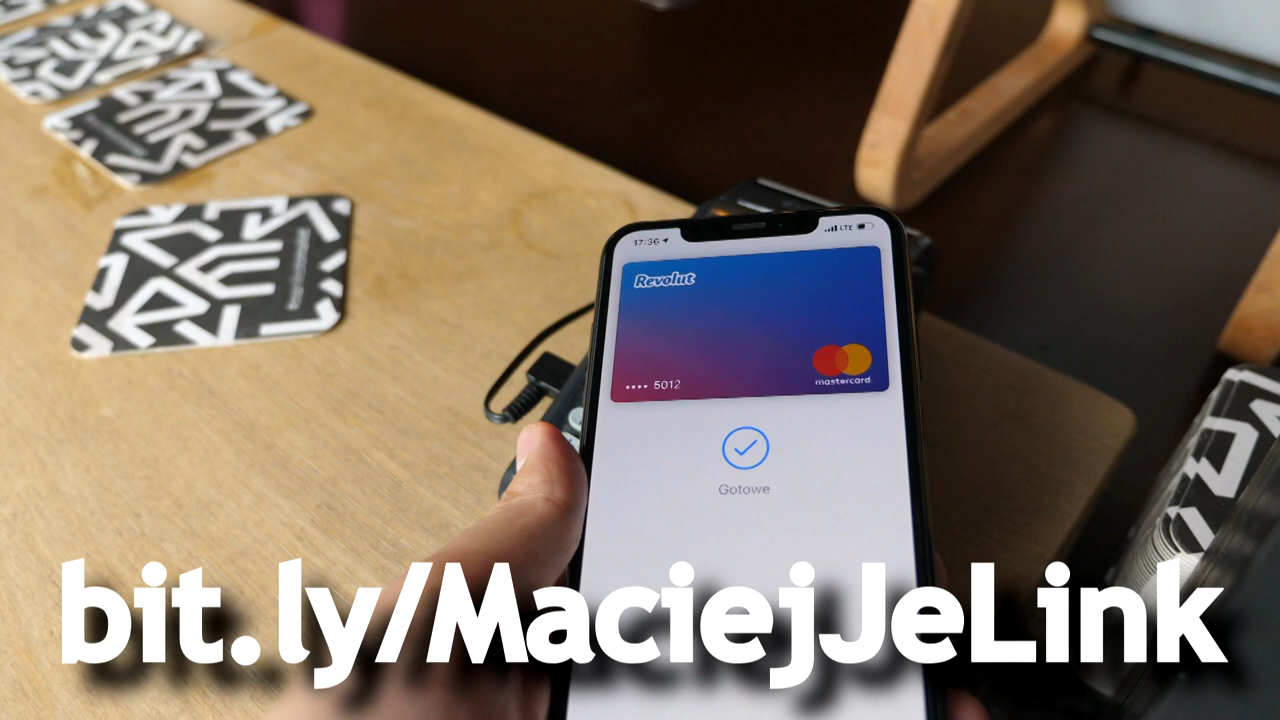 17:36
LTE
Revolut
•••• 5012
mastercard.
Gotowe
bit.ly/MaciejJeLink